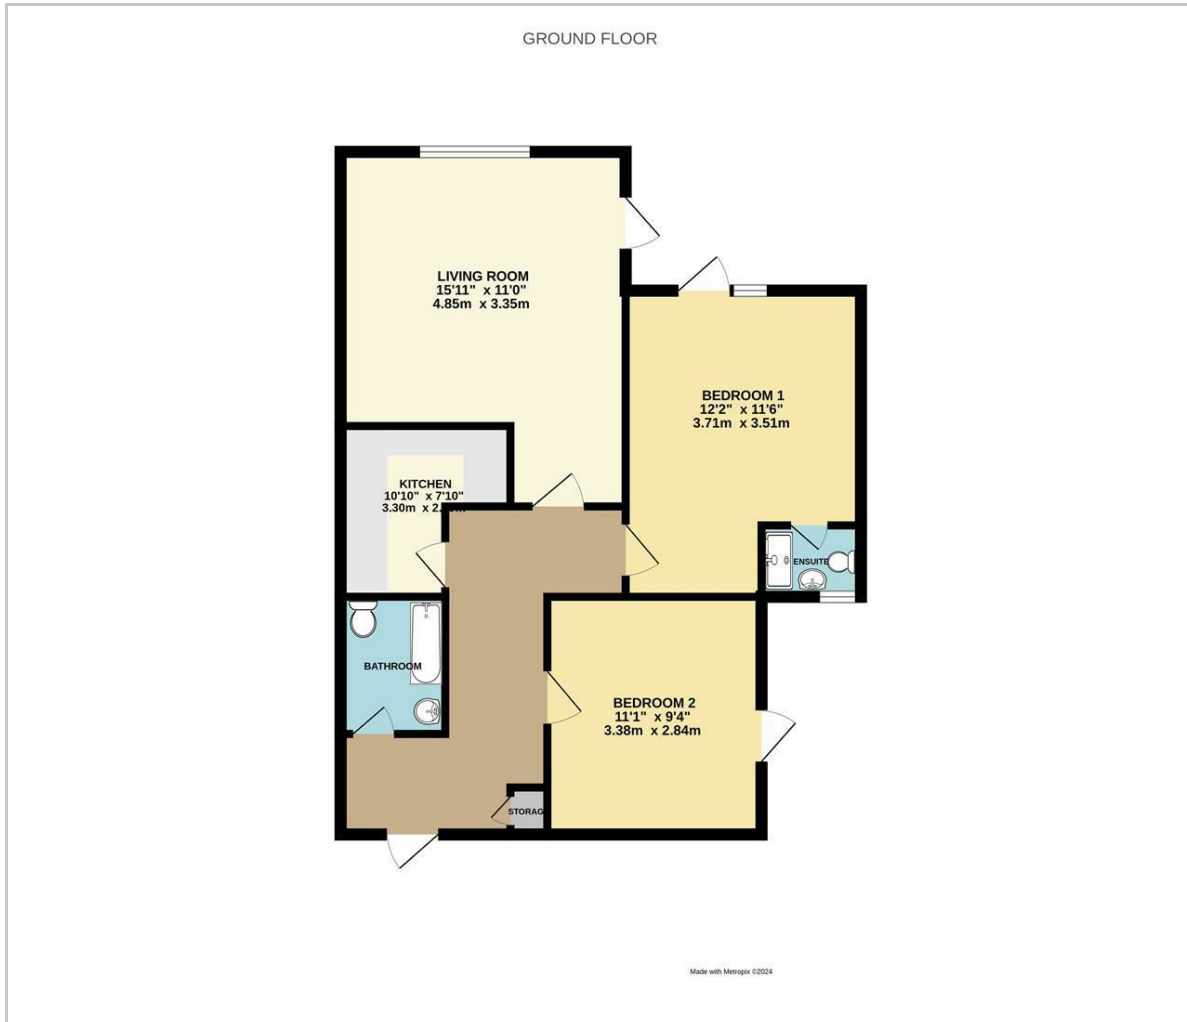 GROUND FLOOR
LIVING ROOM
15'11" x 11'0"
4.85m x 3.35m
BEDROOM 1
12'2" x 11'6"
3.71m x 3.51m
KITCHEN
10'10" x 7'10"
3.30m x
ENSUITE
BATHROOM
BEDROOM 2
11'1" x 9'4"
3.38m x 2.84m
STORAG
Made with Metropix ©2024